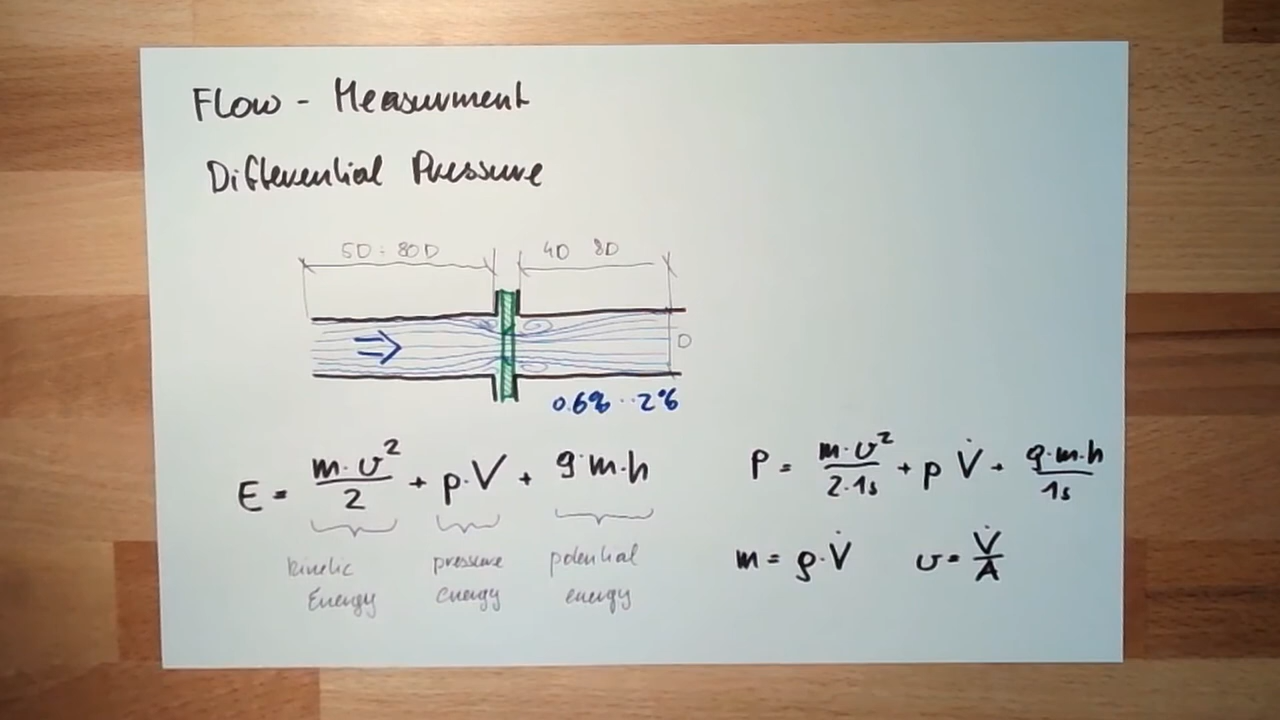 Flow - Measurment
Differential Pressure
5D ÷ 80D
4D 8D
D
0.6% .. 2%
E = m·v²/2 + p·V + g·m·h
kinetic Energy
pressure energy
potential energy
P = m·v²/2·1s + p V̇ + g·m·h/1s
m = ρ·V̇
v = V̇/A